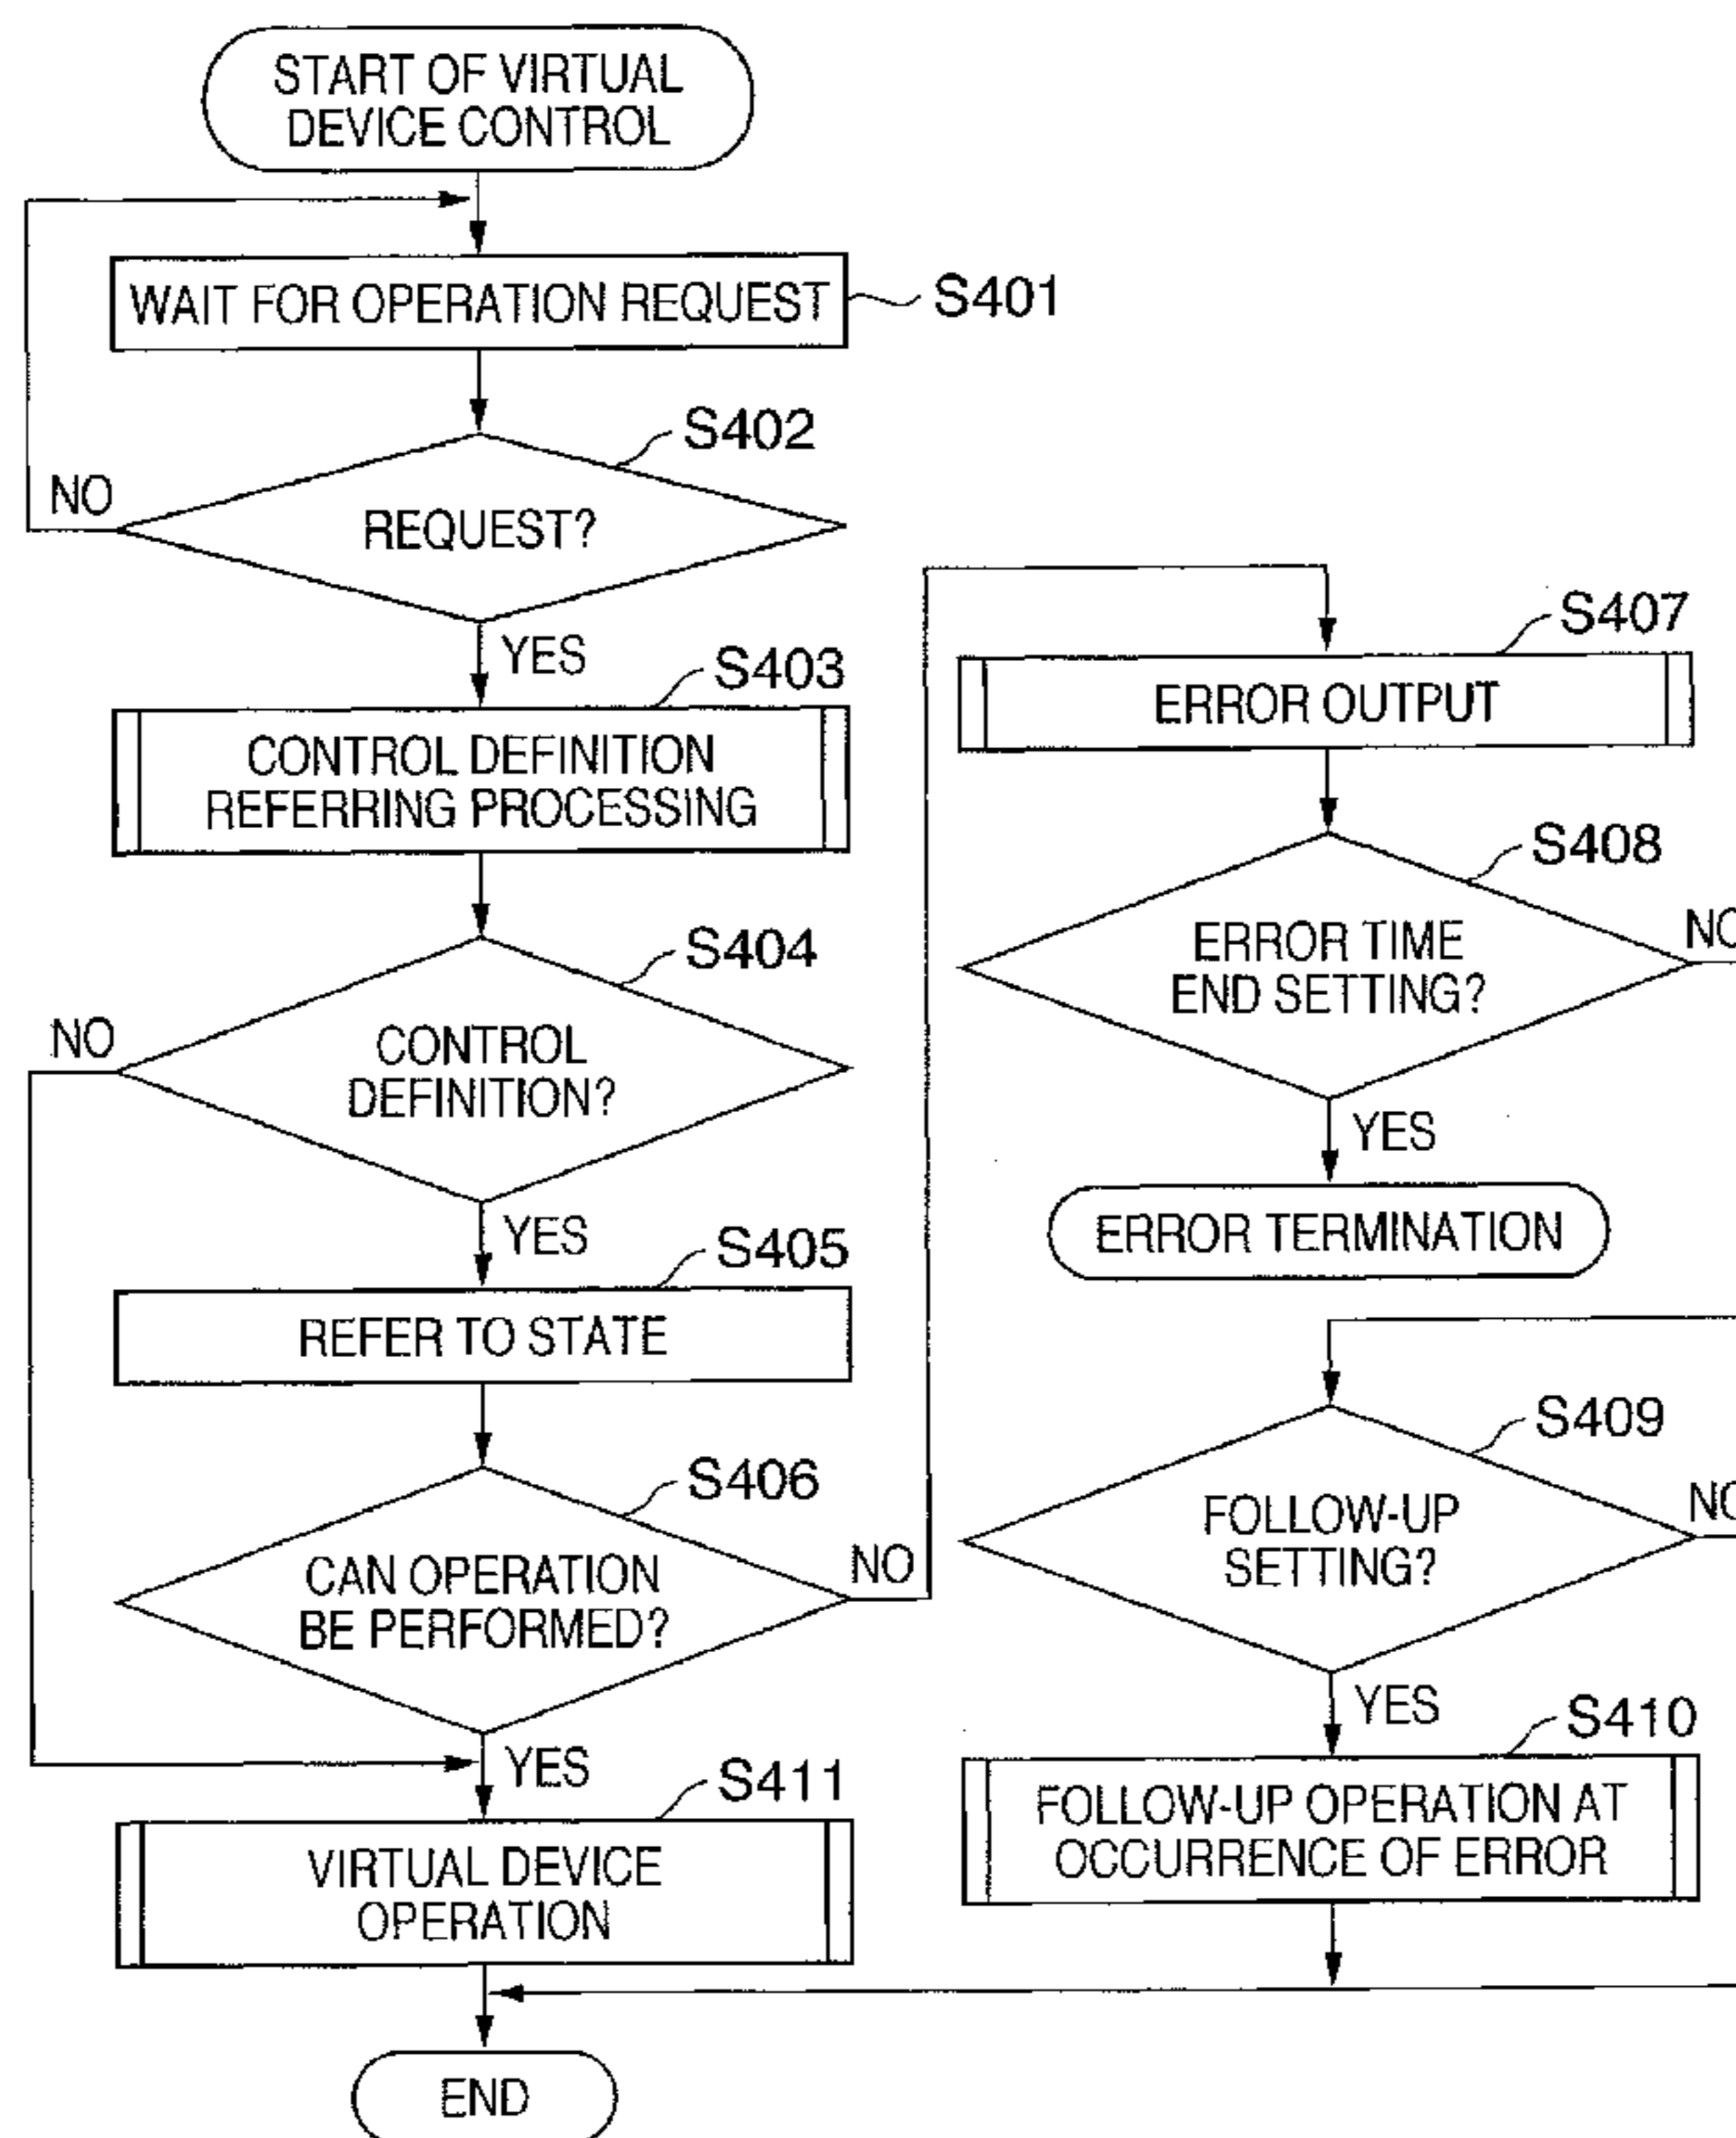 START OF VIRTUAL
DEVICE CONTROL
WAIT FOR OPERATION REQUEST
S401
S402
NO
REQUEST?
YES
S403
CONTROL DEFINITION
REFERRING PROCESSING
S404
NO
CONTROL
DEFINITION?
YES
S405
REFER TO STATE
S406
CAN OPERATION
BE PERFORMED?
NO
YES
S411
VIRTUAL DEVICE
OPERATION
END
S407
ERROR OUTPUT
S408
ERROR TIME
END SETTING?
NO
YES
ERROR TERMINATION
S409
FOLLOW-UP
SETTING?
NO
YES
S410
FOLLOW-UP OPERATION AT
OCCURRENCE OF ERROR